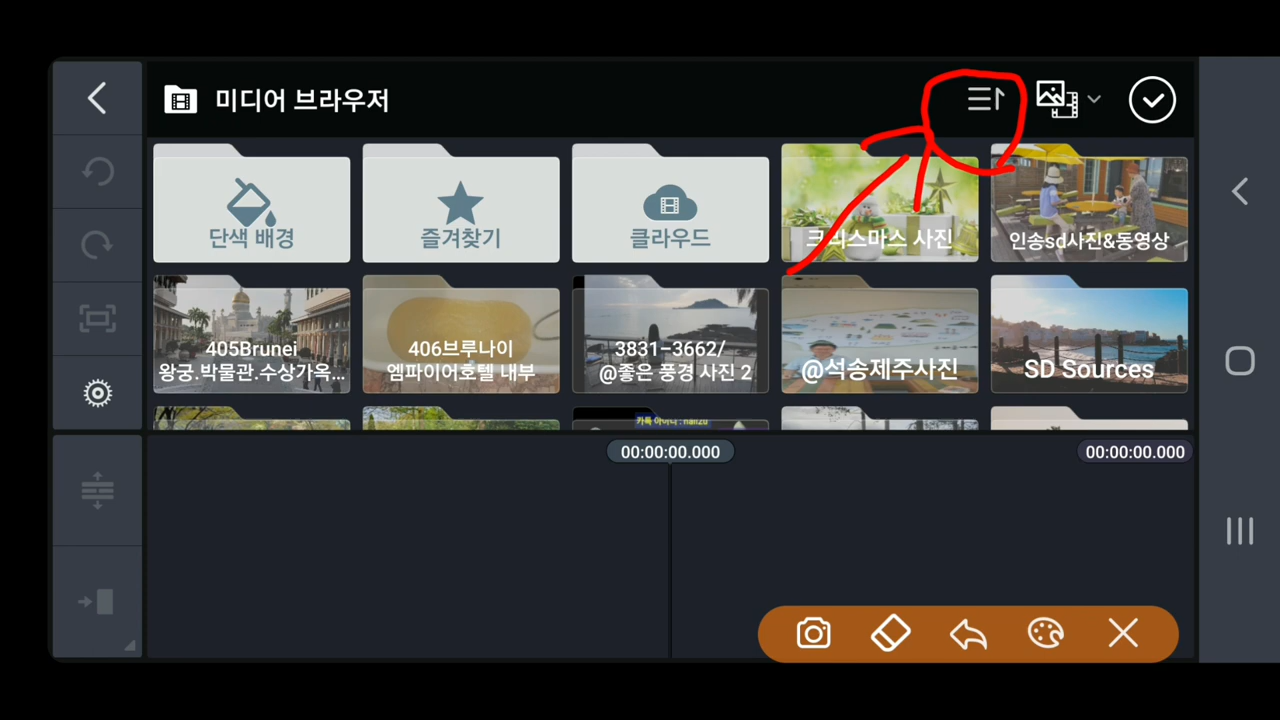 미디어 브라우저
단색 배경
즐겨찾기
클라우드
크리스마스 사진
인송sd사진&동영상
405Brunei
왕궁.박물관.수상가옥...
406브루나이
엠파이어호텔 내부
3831-3662/
@좋은 풍경 사진 2
@석송제주사진
SD Sources
00:00:00.000
00:00:00.000